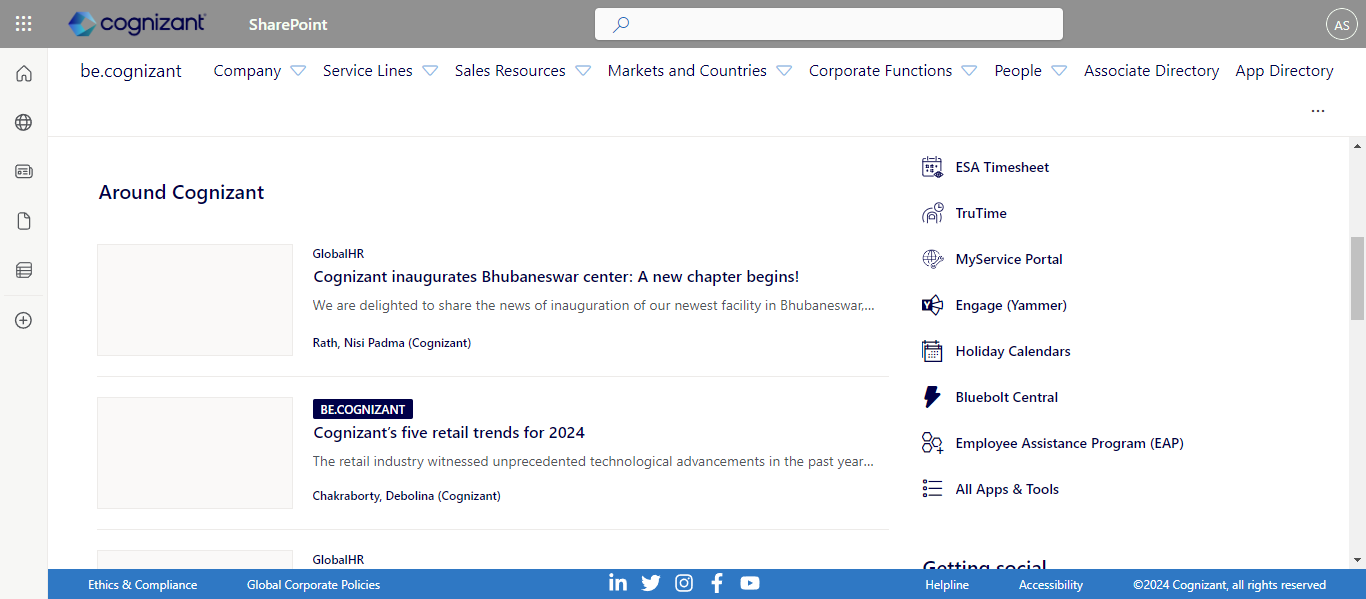 cognizant
SharePoint
AS
be.cognizant
Company
Service Lines
Sales Resources
Markets and Countries
Corporate Functions
People
Associate Directory
App Directory
...
Around Cognizant
GlobalHR
Cognizant inaugurates Bhubaneswar center: A new chapter begins!
We are delighted to share the news of inauguration of our newest facility in Bhubaneswar,...
Rath, Nisi Padma (Cognizant)
BE.COGNIZANT
Cognizant’s five retail trends for 2024
The retail industry witnessed unprecedented technological advancements in the past year...
Chakraborty, Debolina (Cognizant)
GlobalHR
ESA Timesheet
TruTime
MyService Portal
Engage (Yammer)
Holiday Calendars
Bluebolt Central
Employee Assistance Program (EAP)
All Apps & Tools
Getting social
Ethics & Compliance
Global Corporate Policies
Helpline
Accessibility
©2024 Cognizant, all rights reserved